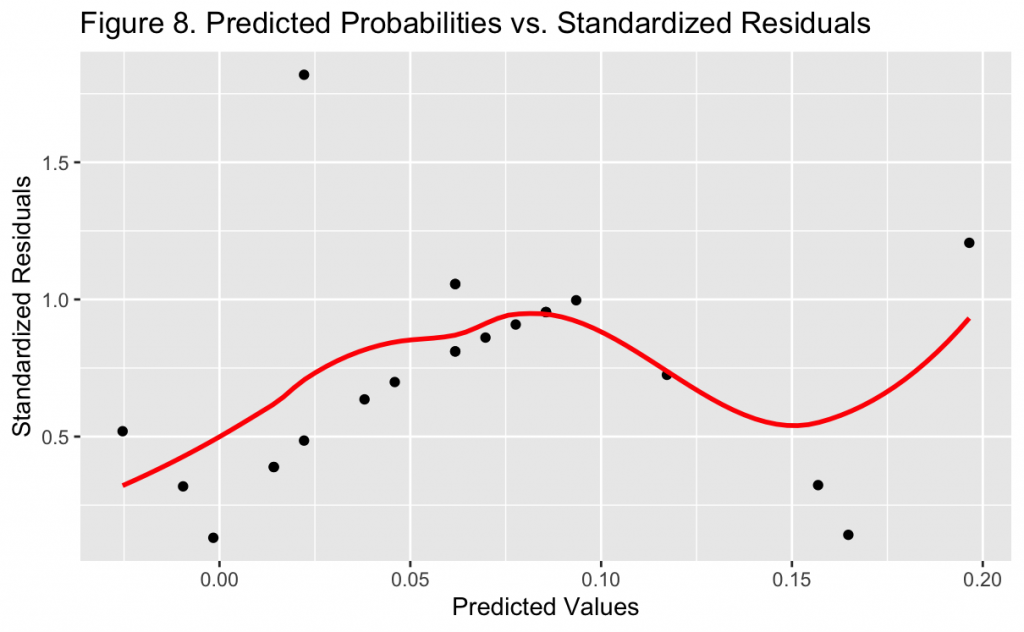 Figure 8. Predicted Probabilities vs. Standardized Residuals
1.5
1.0
0.5
Standardized Residuals
0.00 0.05 0.10 0.15 0.20
Predicted Values